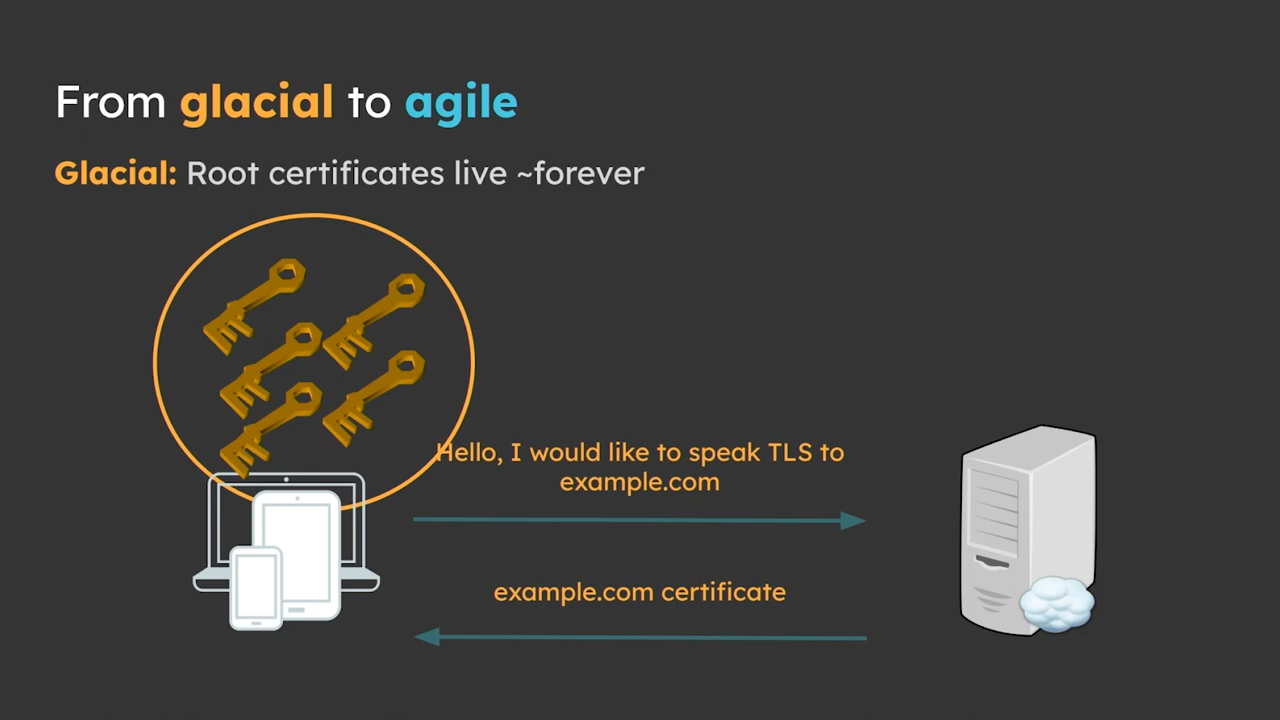 From glacial to agile
Glacial: Root certificates live ~forever
Hello, I would like to speak TLS to
example.com
example.com certificate